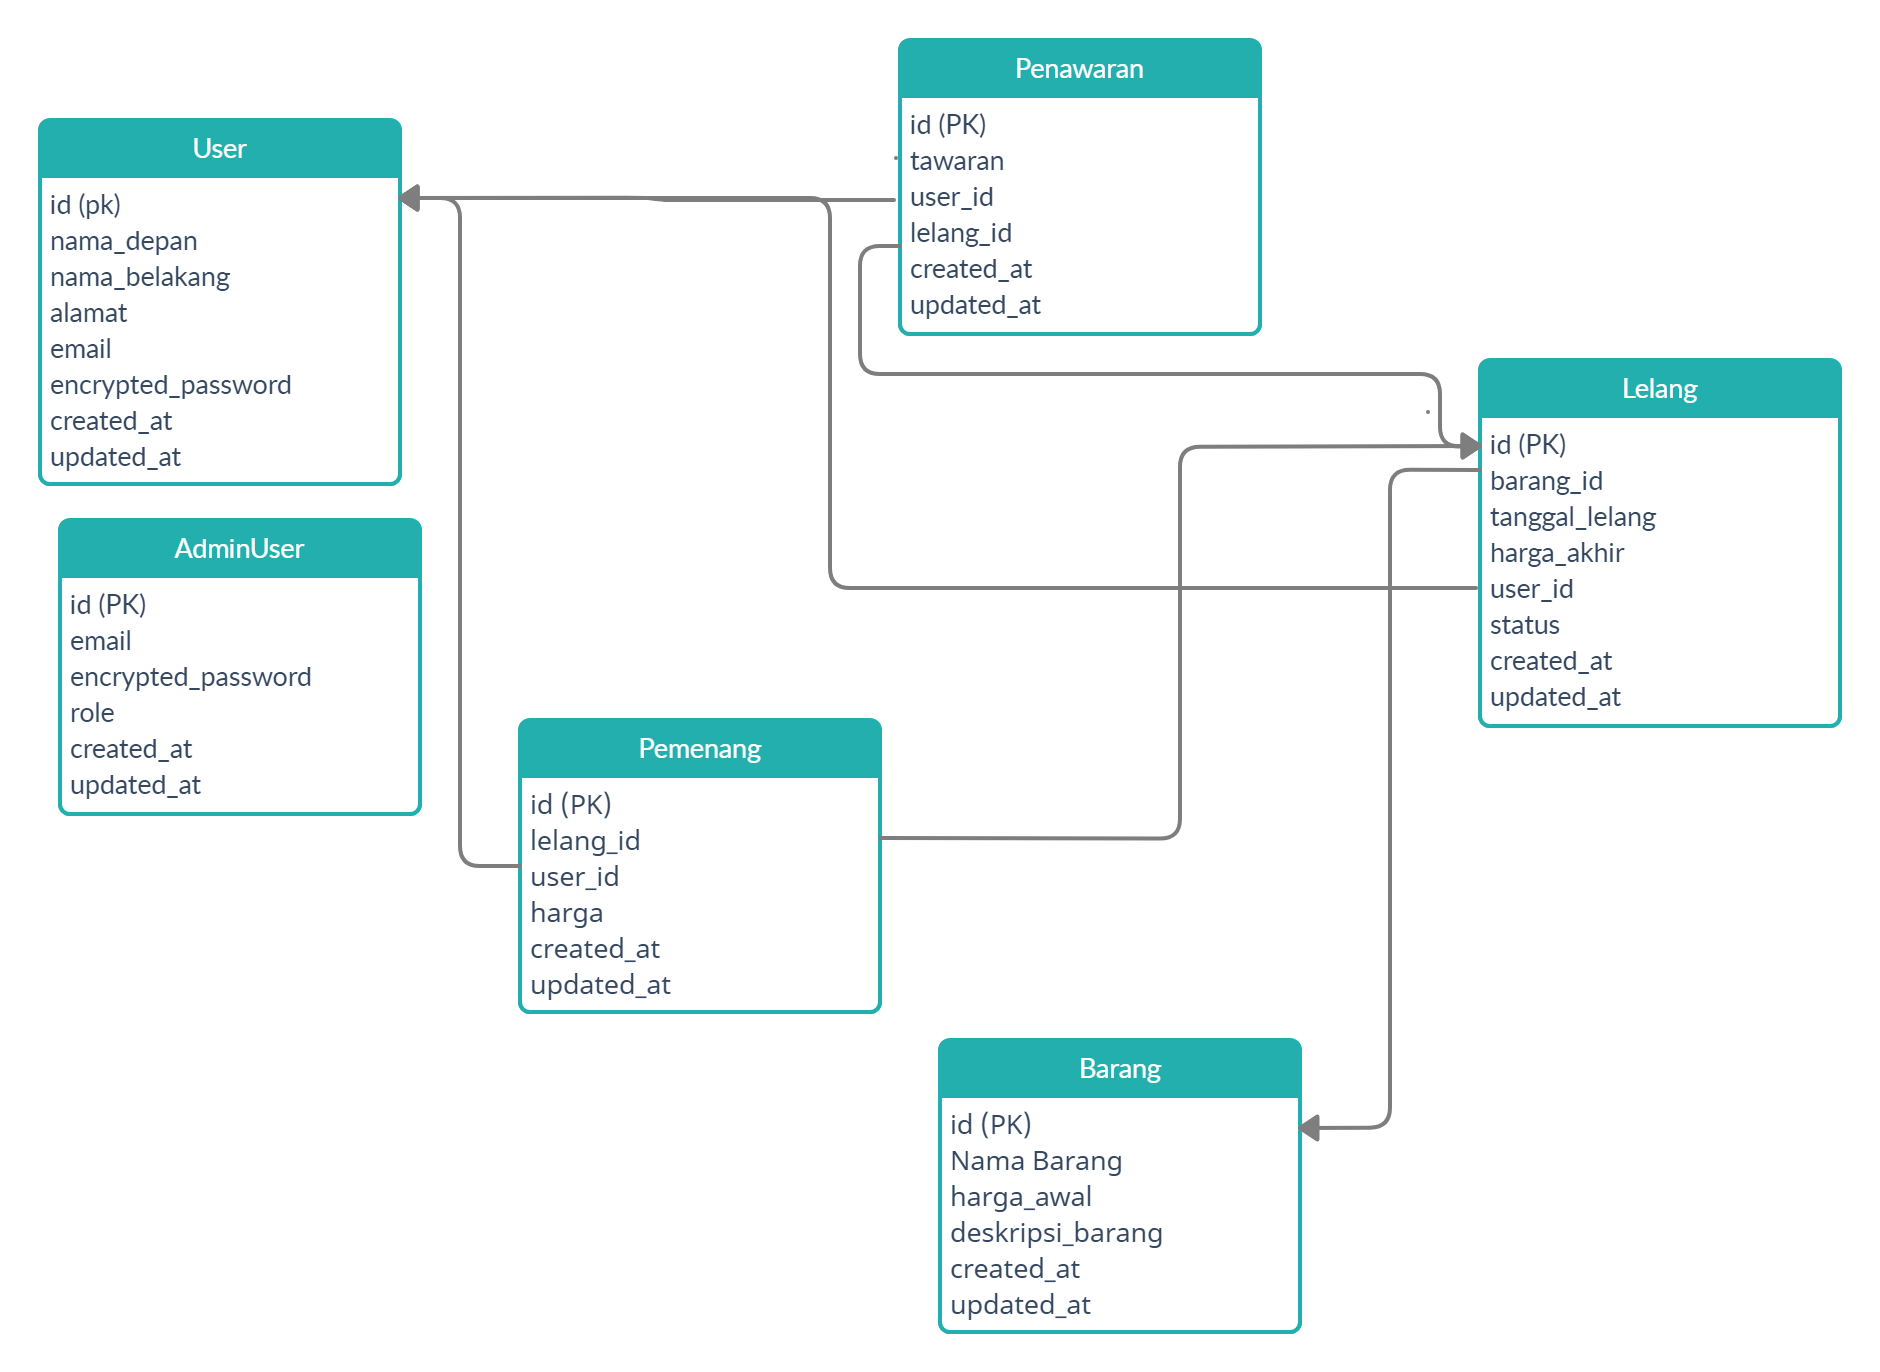 User
id (pk)
nama_depan
nama_belakang
alamat
email
encrypted_password
created_at
updated_at
Penawaran
id (PK)
tawaran
user_id
lelang_id
created_at
updated_at
Lelang
id (PK)
barang_id
tanggal_lelang
harga_akhir
user_id
status
created_at
updated_at
AdminUser
id (PK)
email
encrypted_password
role
created_at
updated_at
Pemenang
id (PK)
lelang_id
user_id
harga
created_at
updated_at
Barang
id (PK)
Nama Barang
harga_awal
deskripsi_barang
created_at
updated_at